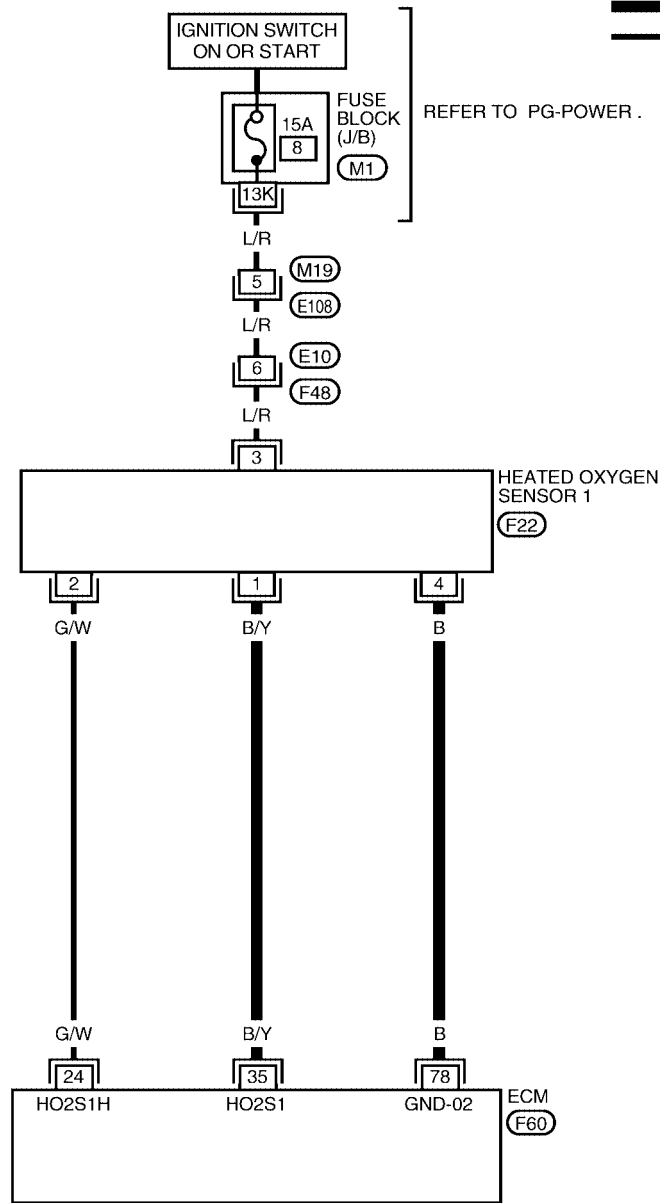 IGNITION SWITCH
ON OR START
FUSE
BLOCK
(J/B)
15A
8
M1
REFER TO PG-POWER .
13K
L/R
5
M19
E108
L/R
6
E10
F48
L/R
3
HEATED OXYGEN
SENSOR 1
F22
2 1 4
G/W B/Y B
G/W B/Y B
24 35 78
HO2S1H HO2S1 GND-02
ECM
F60